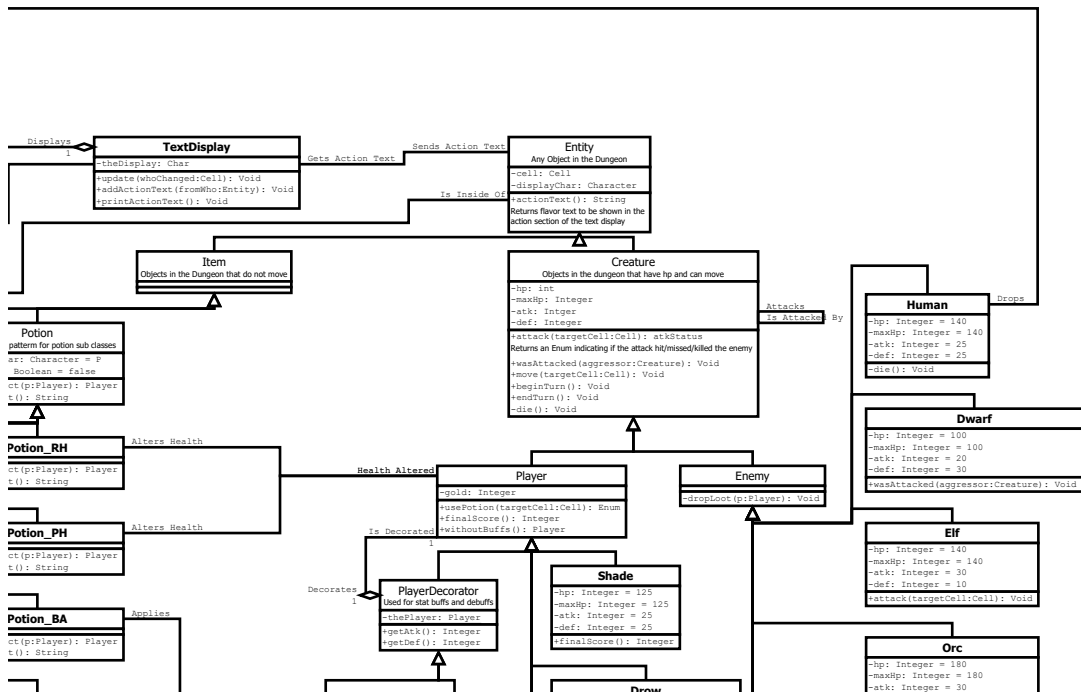 Displays
1
TextDisplay
-theDisplay: Char
+update(whoChanged:Cell): Void
+addActionText(fromWho:Entity): Void
+printActionText(): Void
Gets Action Text
Sends Action Text
Is Inside Of
Entity
Any Object in the Dungeon
-cell: Cell
-displayChar: Character
+actionText(): String
Returns flavor text to be shown in the
action section of the text display
Item
Objects in the Dungeon that do not move
Creature
Objects in the dungeon that have hp and can move
-hp: int
-maxHp: Integer
-atk: Intger
-def: Integer
+attack(targetCell:Cell): atkStatus
Returns an Enum indicating if the attack hit/missed/killed the enemy
+wasAttacked(aggressor:Creature): Void
+move(targetCell:Cell): Void
+beginTurn(): Void
+endTurn(): Void
-die(): Void
Attacks
Is Attacked By
Human
-hp: Integer = 140
-maxHp: Integer = 140
-atk: Integer = 25
-def: Integer = 25
-die(): Void
Drops
Potion
patterm for potion sub classes
ar: Character = P
Boolean = false
ct(p:Player): Player
t(): String
Dwarf
-hp: Integer = 100
-maxHp: Integer = 100
-atk: Integer = 20
-def: Integer = 30
+wasAttacked(aggressor:Creature): Void
Potion_RH
ct(p:Player): Player
t(): String
Alters Health
Health Altered
Player
-gold: Integer
+usePotion(targetCell:Cell): Enum
+finalScore(): Integer
+withoutBuffs(): Player
Enemy
-dropLoot(p:Player): Void
Potion_PH
ct(p:Player): Player
t(): String
Alters Health
Is Decorated
1
Decorates
1
Elf
-hp: Integer = 140
-maxHp: Integer = 140
-atk: Integer = 30
-def: Integer = 10
+attack(targetCell:Cell): Void
PlayerDecorator
Used for stat buffs and debuffs
-thePlayer: Player
+getAtk(): Integer
+getDef(): Integer
Shade
-hp: Integer = 125
-maxHp: Integer = 125
-atk: Integer = 25
-def: Integer = 25
+finalScore(): Integer
Potion_BA
ct(p:Player): Player
t(): String
Applies
Orc
-hp: Integer = 180
-maxHp: Integer = 180
-atk: Integer = 30
Drow